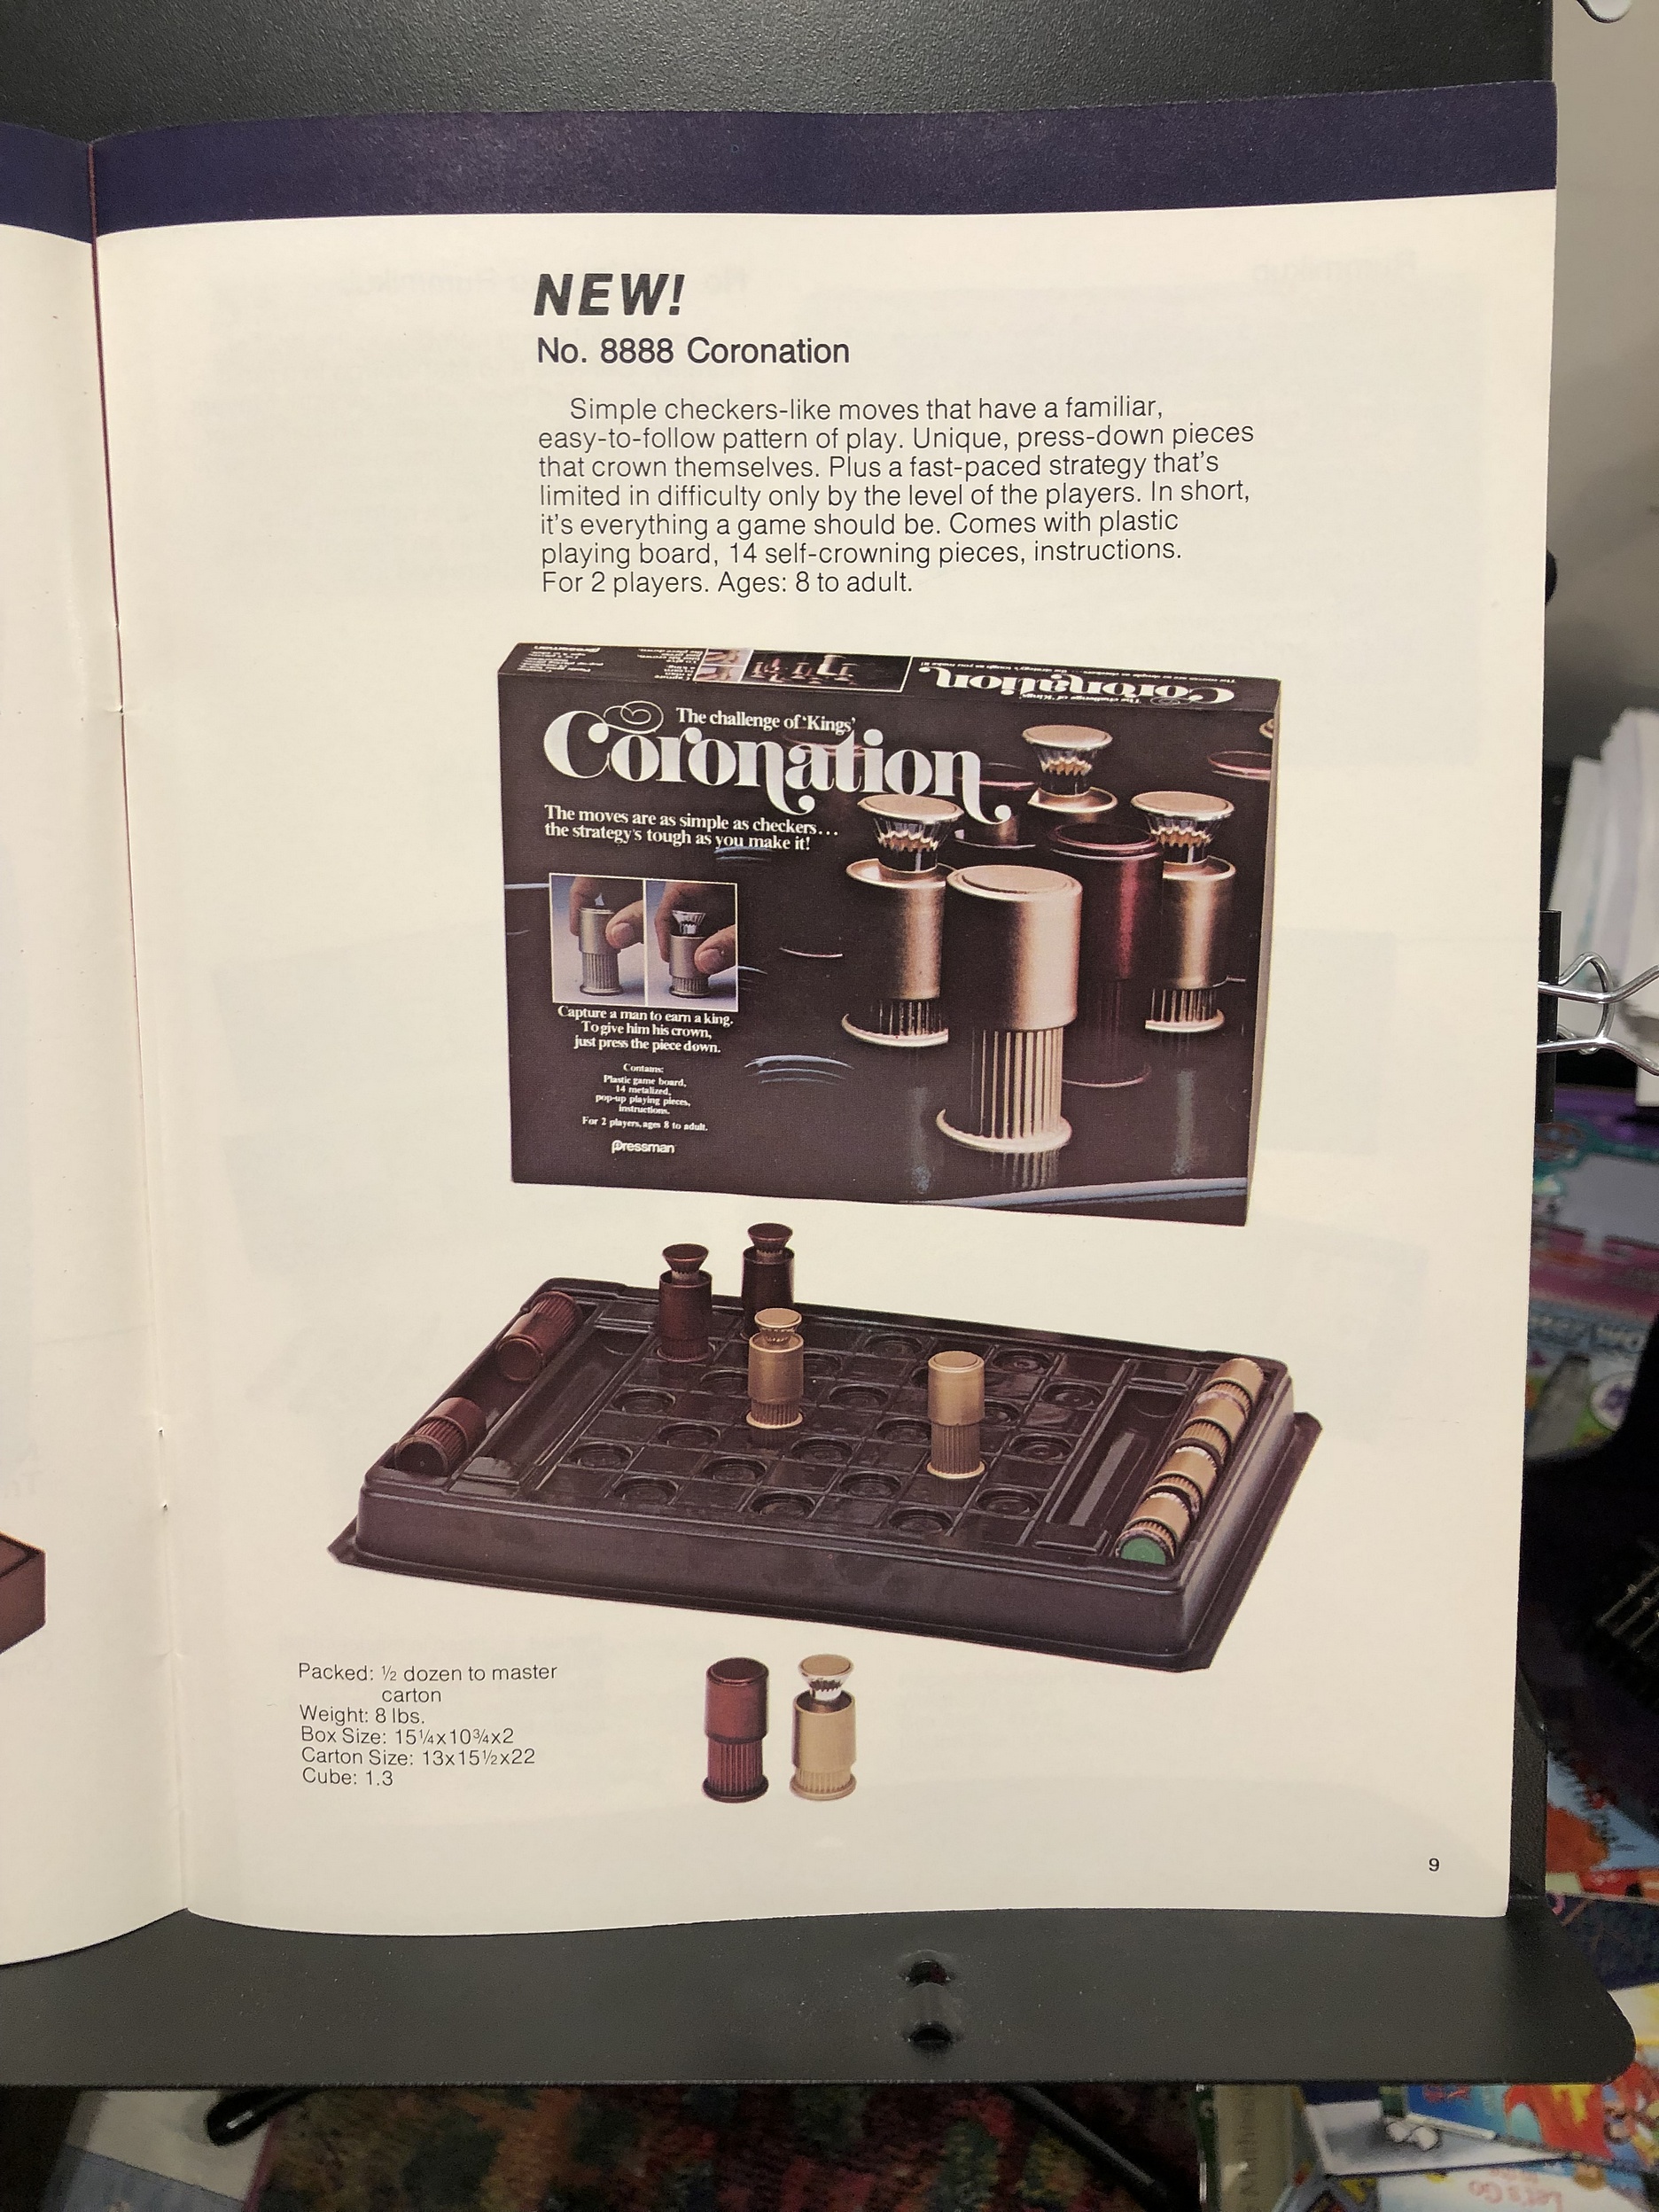 NEW!
No. 8888 Coronation
Simple checkers-like moves that have a familiar,
easy-to-follow pattern of play. Unique, press-down pieces
that crown themselves. Plus a fast-paced strategy that's
limited in difficulty only by the level of the players. In short,
it's everything a game should be. Comes with plastic
playing board, 14 self-crowning pieces, instructions.
For 2 players. Ages: 8 to adult.
Coronation
The challenge of 'Kings'
Coronation
The moves are as simple as checkers...
the strategy's tough as you make it!
Capture a man to earn a king.
To give him his crown,
just press the piece down.
Contains:
Plastic game board,
14 metalized,
pop-up playing pieces,
instructions.
For 2 players, ages 8 to adult.
Pressman
Packed: ½ dozen to master
carton
Weight: 8 lbs.
Box Size: 15¼x10¾x2
Carton Size: 13x15½x22
Cube: 1.3
9
Let's Go